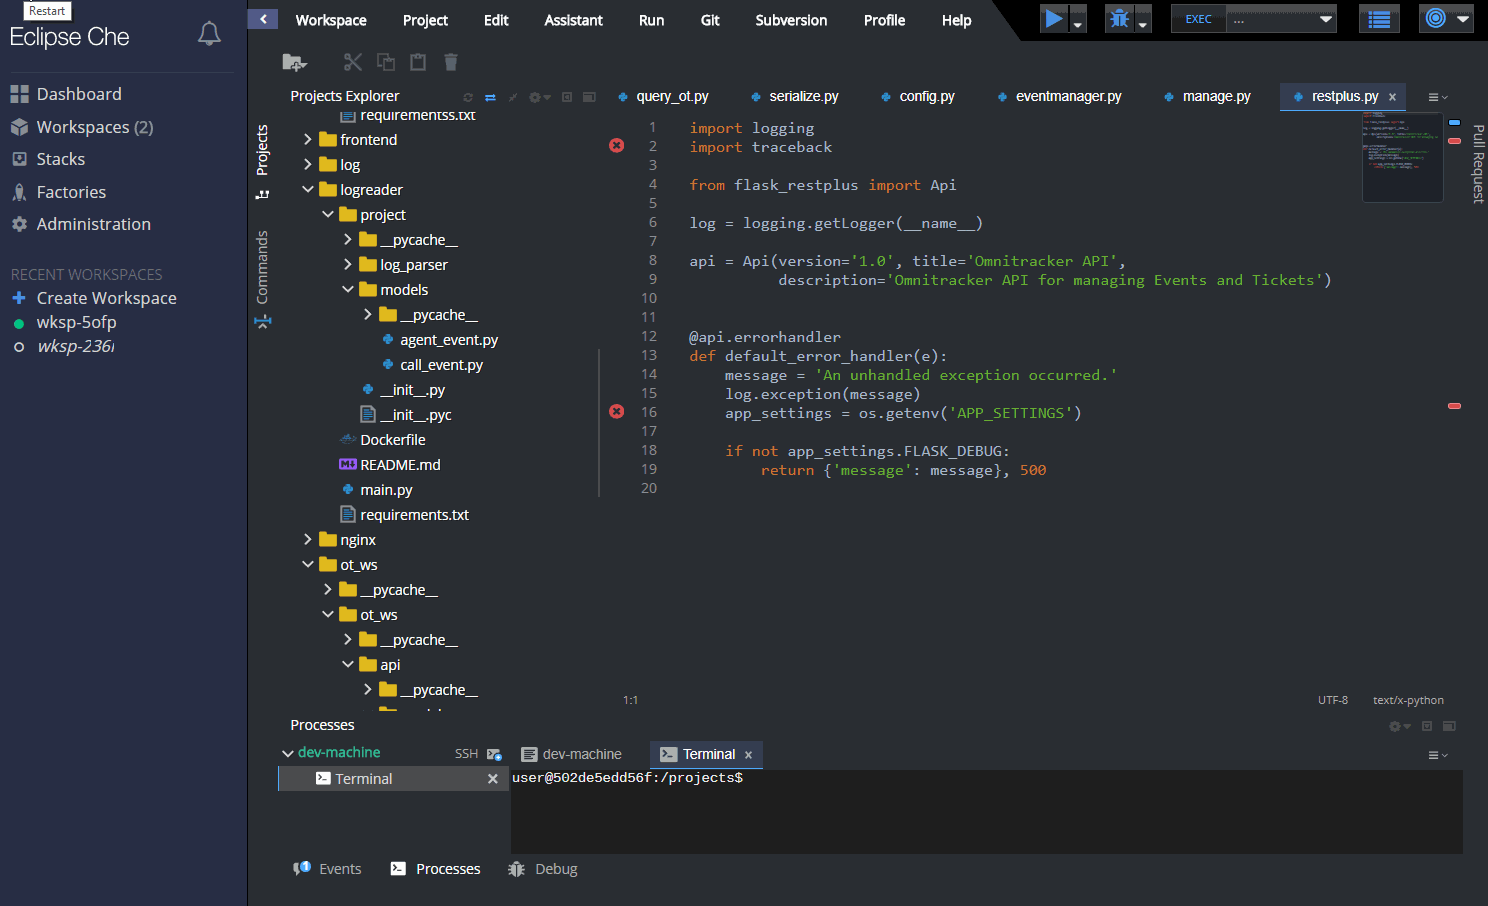 Restart
Eclipse Che
Dashboard
Workspaces (2)
Stacks
Factories
Administration
RECENT WORKSPACES
Create Workspace
wksp-5ofp
wksp-236i
Workspace Project Edit Assistant Run Git Subversion Profile Help
EXEC ...
Projects
Commands
Projects Explorer
requirementss.txt
frontend
log
logreader
project
__pycache__
log_parser
models
__pycache__
agent_event.py
call_event.py
__init__.py
__init__.pyc
Dockerfile
README.md
main.py
requirements.txt
nginx
ot_ws
__pycache__
ot_ws
__pycache__
api
__pycache__
query_ot.py serialize.py config.py eventmanager.py manage.py restplus.py x
1 import logging
2 import traceback
3
4 from flask_restplus import Api
5
6 log = logging.getLogger(__name__)
7
8 api = Api(version='1.0', title='Omnitracker API',
9 description='Omnitracker API for managing Events and Tickets')
10
11
12 @api.errorhandler
13 def default_error_handler(e):
14 message = 'An unhandled exception occurred.'
15 log.exception(message)
16 app_settings = os.getenv('APP_SETTINGS')
17
18 if not app_settings.FLASK_DEBUG:
19 return {'message': message}, 500
20
1:1 UTF-8 text/x-python
Pull Request
Processes
dev-machine SSH
Terminal
dev-machine Terminal x
user@502de5edd56f:/projects$
1 Events Processes Debug